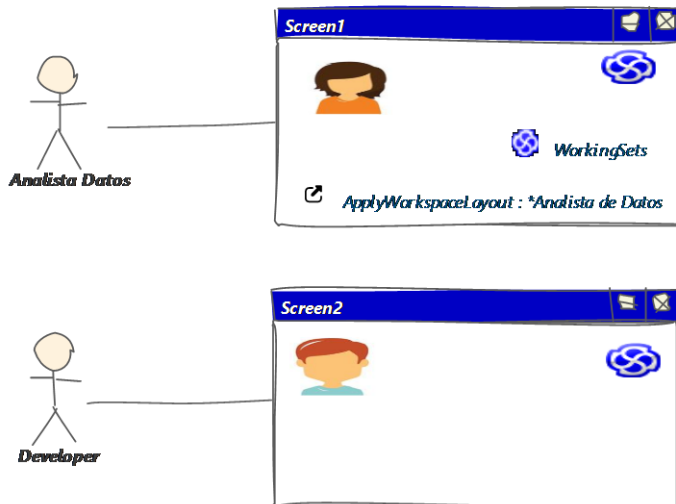 Screen1
Analista Datos
WorkingSets
ApplyWorkspaceLayout : *Analista de Datos
Screen2
Developer